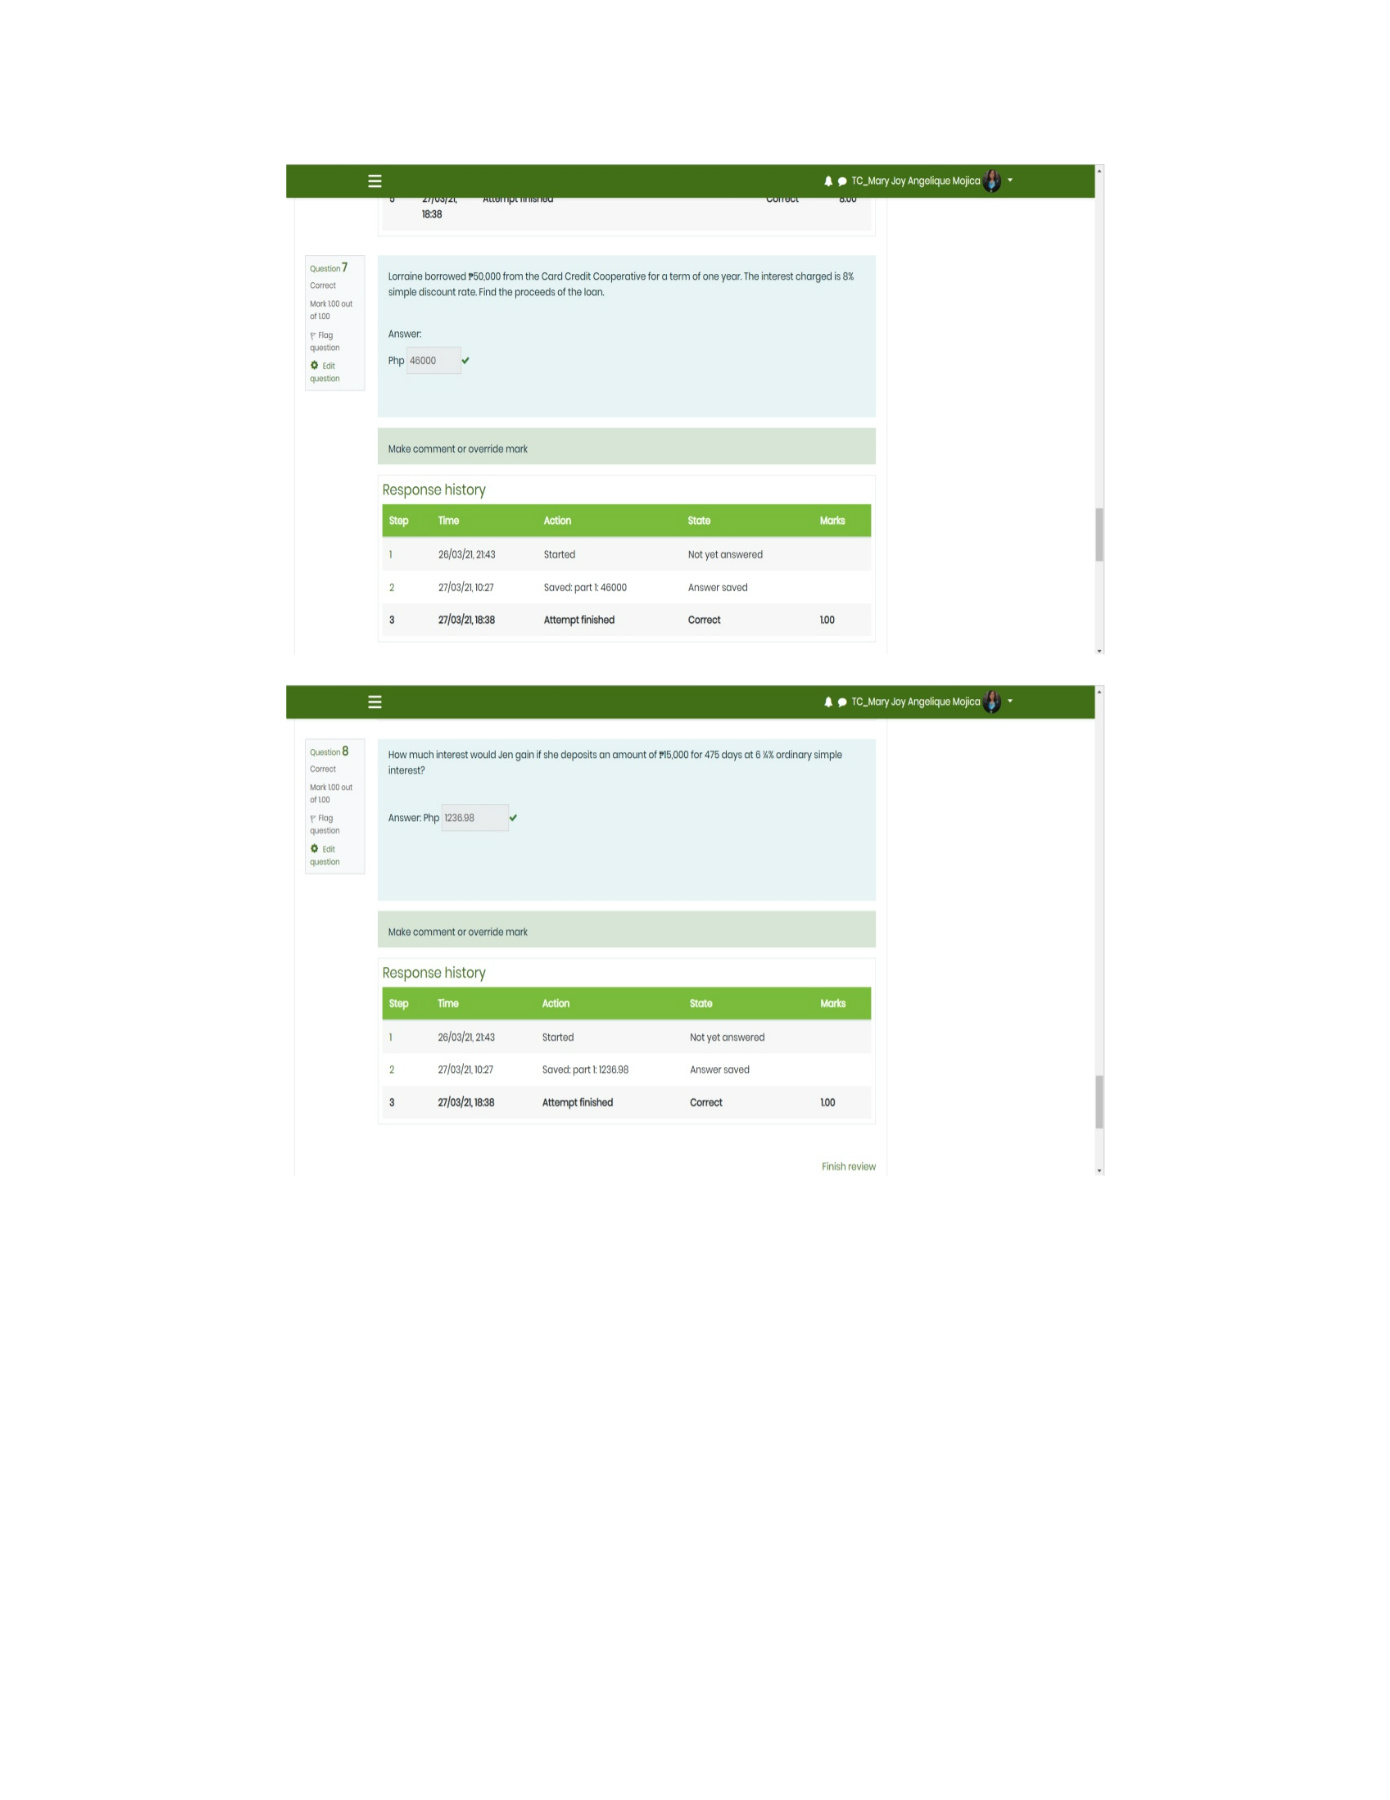 TC_Mary Joy Angelique Mojica
5 27/03/21, Attempt finished Correct 8.00
18:38
Question 7
Correct
Mark 1.00 out
of 1.00
Flag
question
Edit
question
Lorraine borrowed ₱50,000 from the Card Credit Cooperative for a term of one year. The interest charged is 8%
simple discount rate. Find the proceeds of the loan.
Answer:
Php 46000
Make comment or override mark
Response history
Step Time Action State Marks
1 26/03/21, 21:43 Started Not yet answered
2 27/03/21, 10:27 Saved: part 1: 46000 Answer saved
3 27/03/21, 18:38 Attempt finished Correct 1.00
TC_Mary Joy Angelique Mojica
Question 8
Correct
Mark 1.00 out
of 1.00
Flag
question
Edit
question
How much interest would Jen gain if she deposits an amount of ₱15,000 for 475 days at 6 ¼% ordinary simple
interest?
Answer: Php 1236.98
Make comment or override mark
Response history
Step Time Action State Marks
1 26/03/21, 21:43 Started Not yet answered
2 27/03/21, 10:27 Saved: part 1: 1236.98 Answer saved
3 27/03/21, 18:38 Attempt finished Correct 1.00
Finish review